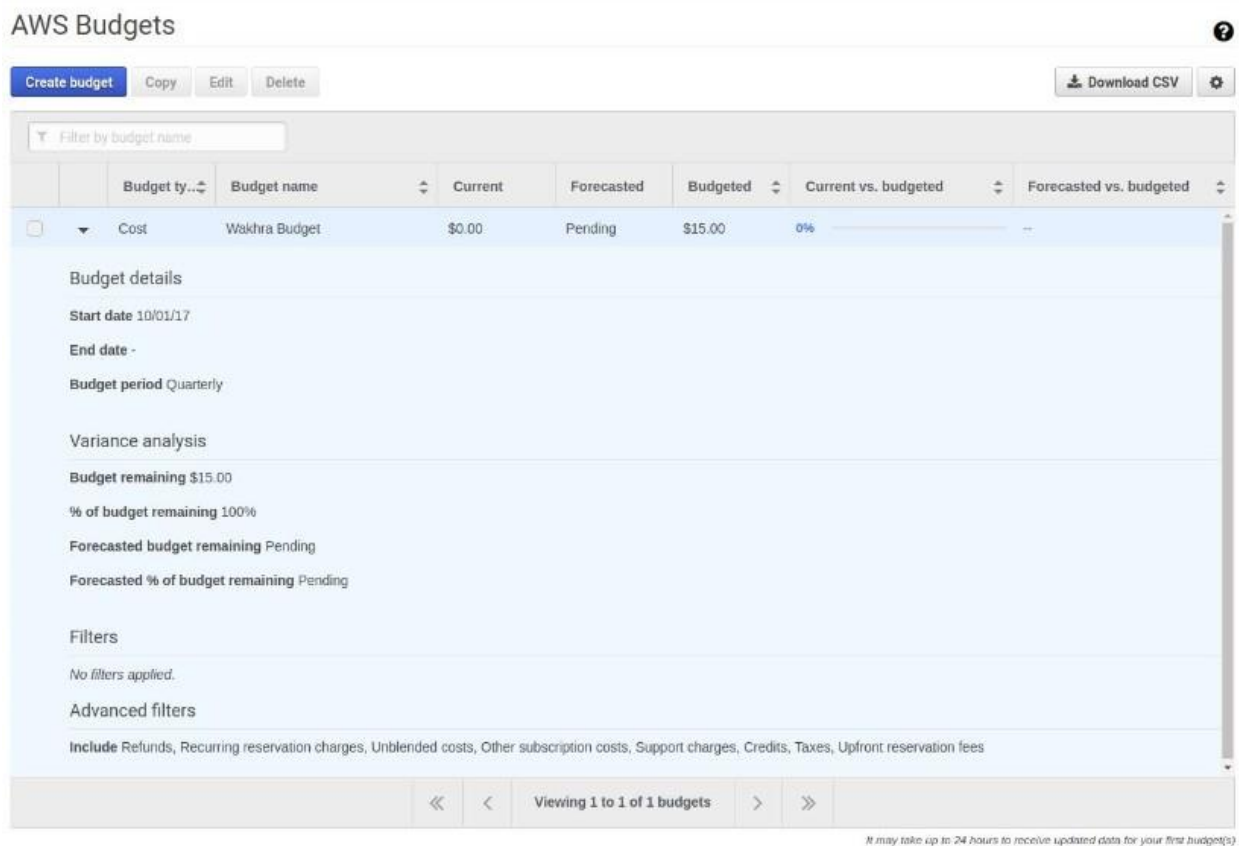 AWS Budgets
Create budget Copy Edit Delete Download CSV
Filter by budget name
Budget ty... Budget name Current Forecasted Budgeted Current vs. budgeted Forecasted vs. budgeted
Cost Wakhra Budget $0.00 Pending $15.00 0% --
Budget details
Start date 10/01/17
End date -
Budget period Quarterly
Variance analysis
Budget remaining $15.00
% of budget remaining 100%
Forecasted budget remaining Pending
Forecasted % of budget remaining Pending
Filters
No filters applied.
Advanced filters
Include Refunds, Recurring reservation charges, Unblended costs, Other subscription costs, Support charges, Credits, Taxes, Upfront reservation fees
Viewing 1 to 1 of 1 budgets
It may take up to 24 hours to receive updated data for your first budget(s)